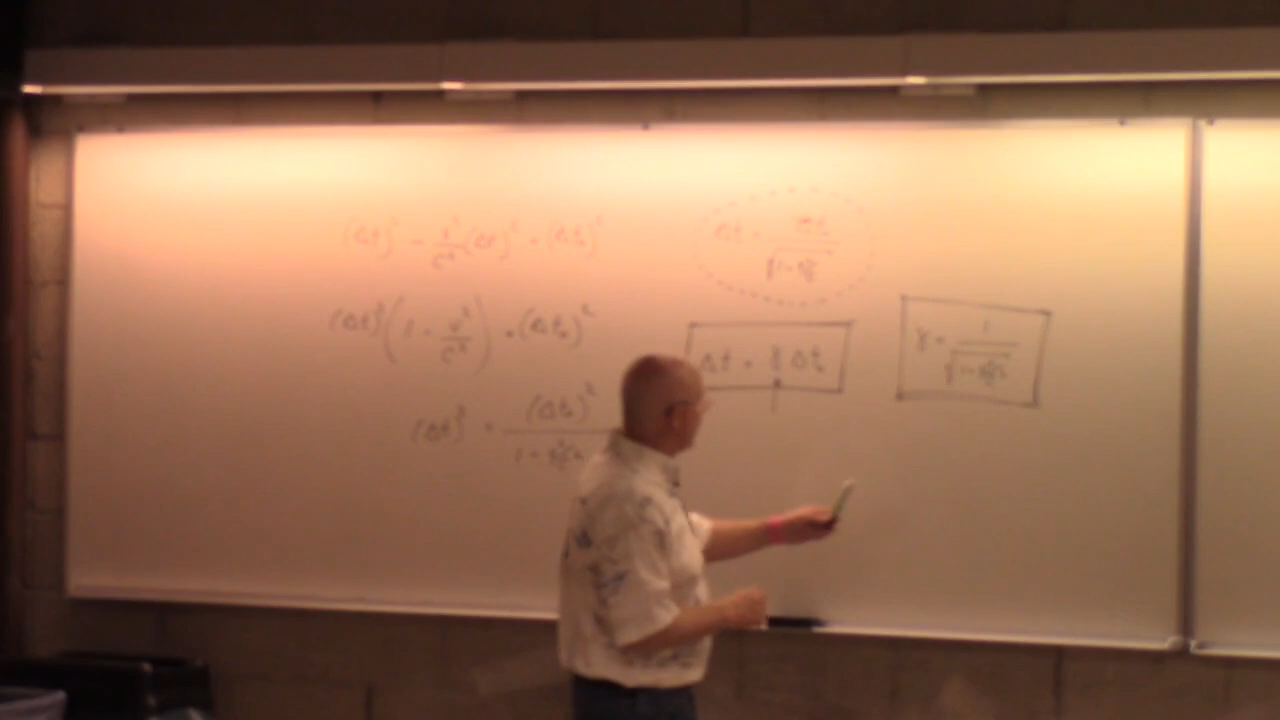 (Δt)² - v²/c² (Δt)² = (Δt₀)²
(Δt)² (1 - v²/c²) = (Δt₀)²
(Δt)² = (Δt₀)² / 1 - v²/c²
Δt = Δt₀ / √1 - v²/c²
Δt = γ Δt₀
γ = 1 / √1 - v²/c²